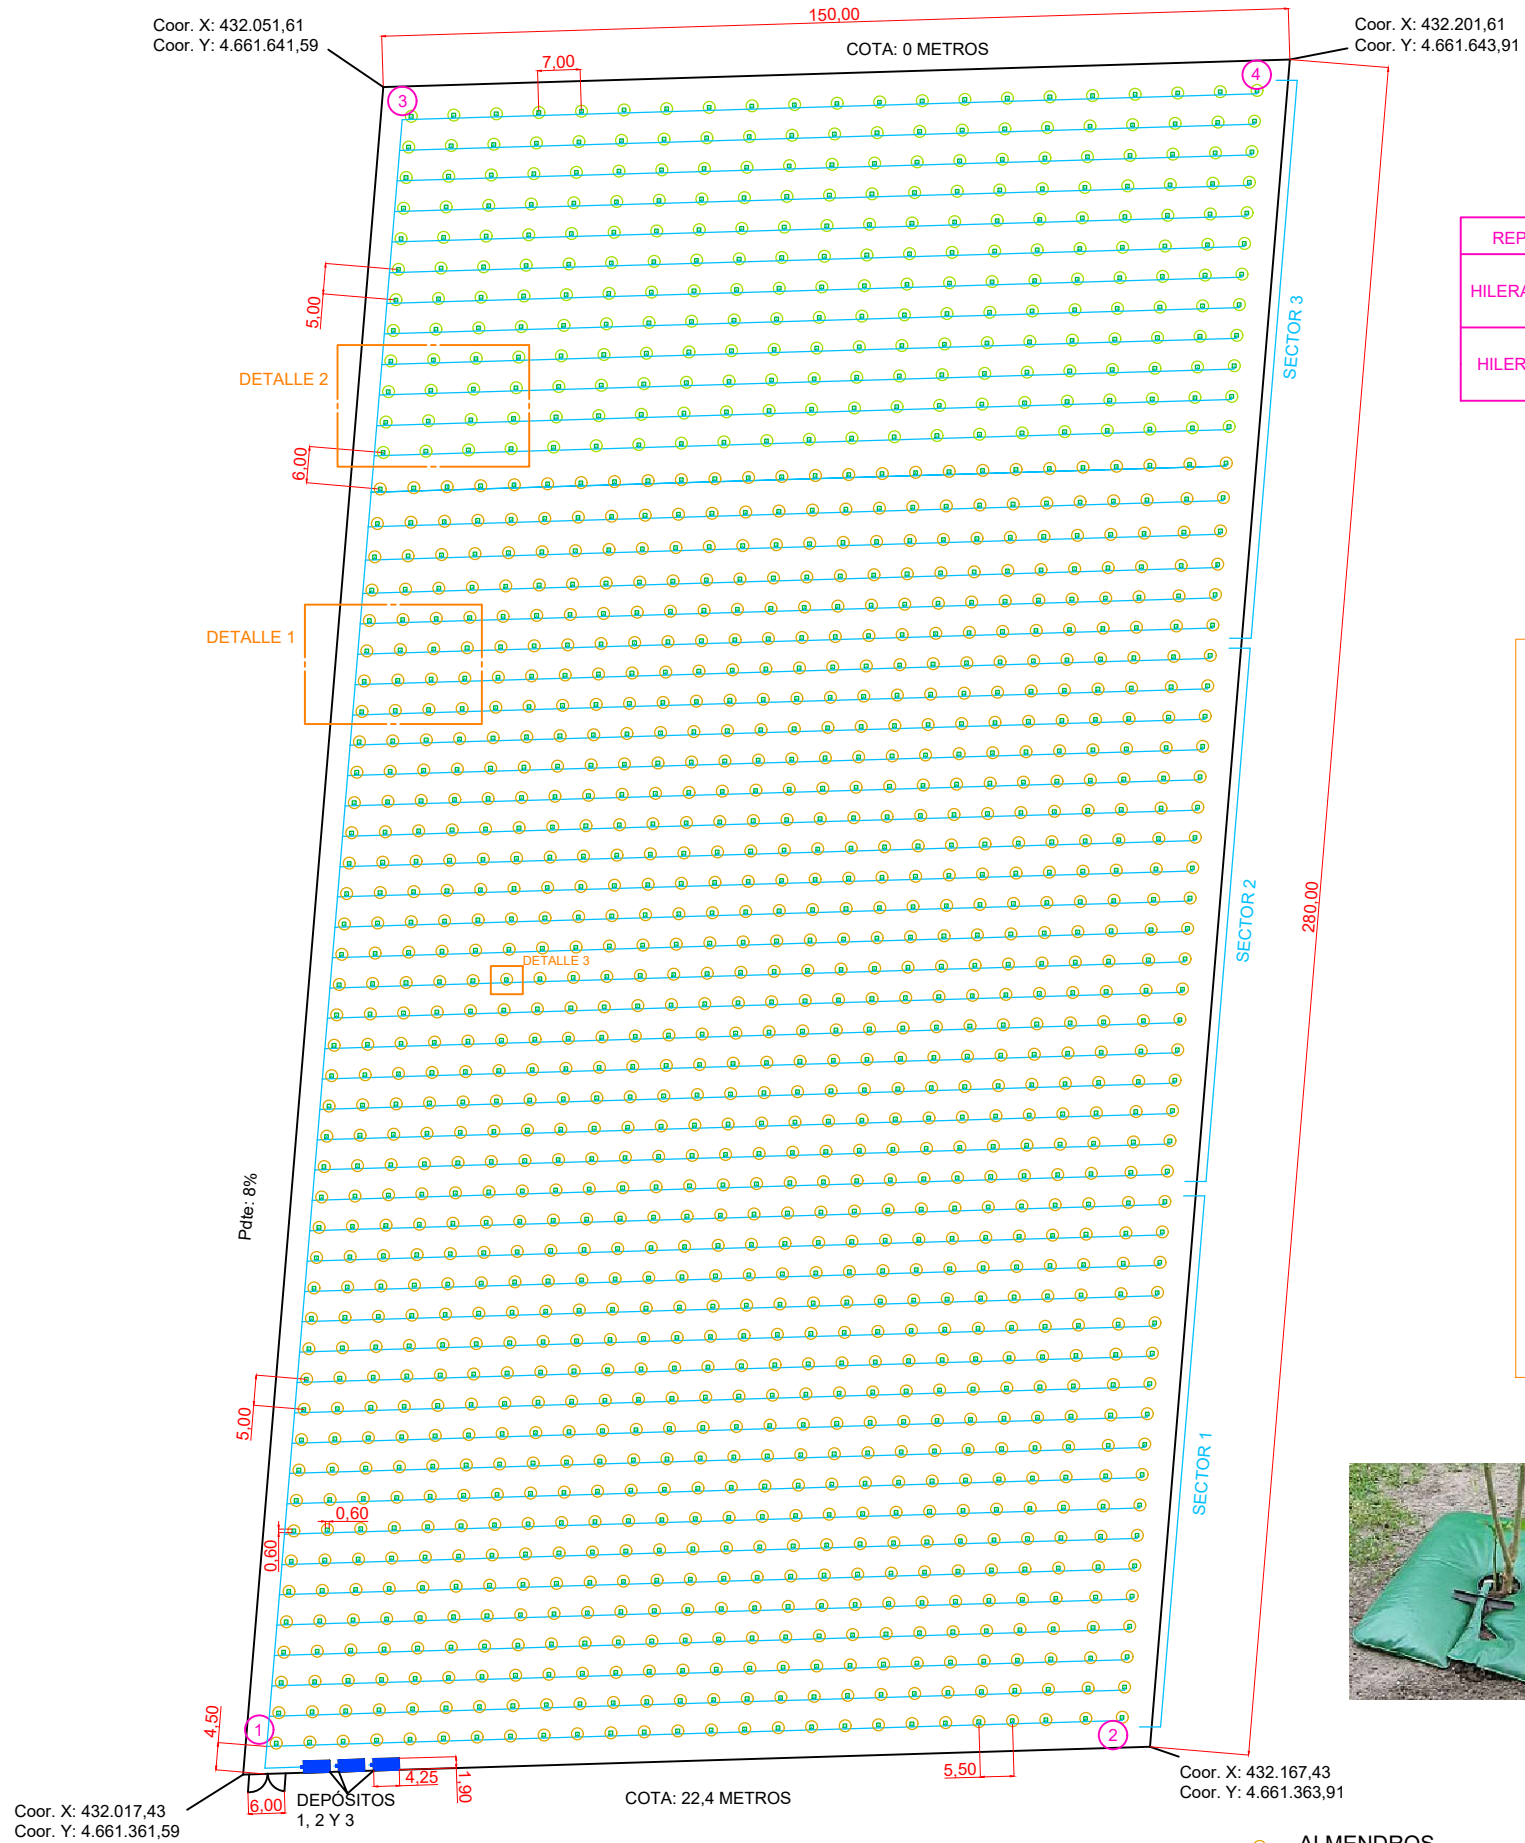 Coor. X: 432.051,61
Coor. Y: 4.661.641,59
150,00
COTA: 0 METROS
Coor. X: 432.201,61
Coor. Y: 4.661.643,91
7,00
3
4
REP
HILERA
HILER
5,00
SECTOR 3
DETALLE 2
6,00
DETALLE 1
280,00
SECTOR 2
DETALLE 3
Pdte: 8%
5,00
SECTOR 1
0,60
0,60
4,50
1
2
4,25
1,90
5,50
6,00
DEPÓSITOS
1, 2 Y 3
COTA: 22,4 METROS
Coor. X: 432.167,43
Coor. Y: 4.661.363,91
Coor. X: 432.017,43
Coor. Y: 4.661.361,59
ALMENDROS